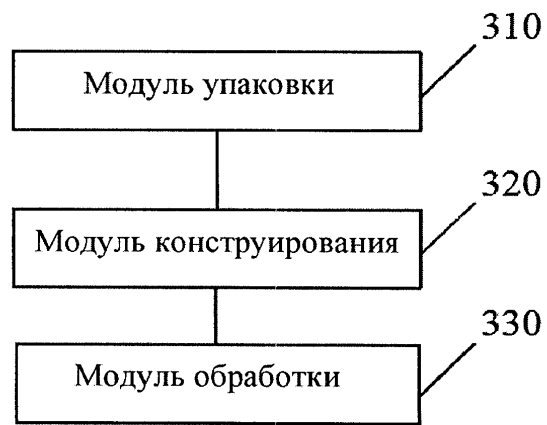 310
Модуль упаковки
320
Модуль конструирования
330
Модуль обработки